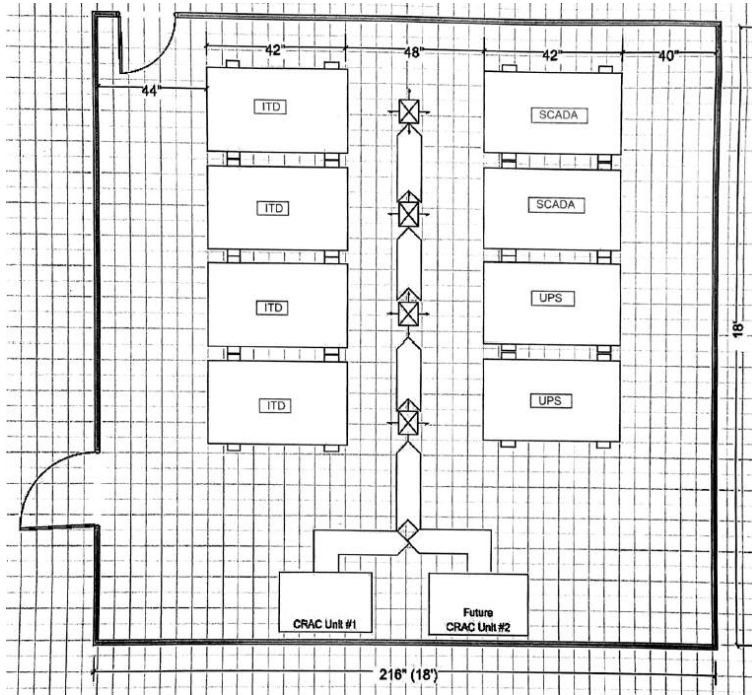 42"
48"
42"
40"
44"
ITD
SCADA
ITD
SCADA
ITD
UPS
ITD
UPS
18'
CRAC Unit #1
Future
CRAC Unit #2
216" (18')